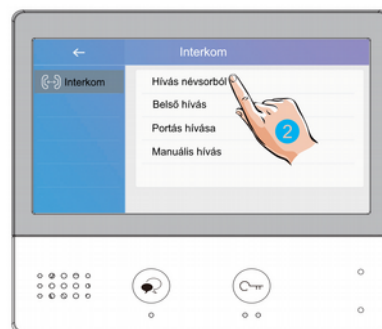 Interkom
Interkom
Hívás névsorból
Belső hívás
Portás hívása
Manuális hívás
2